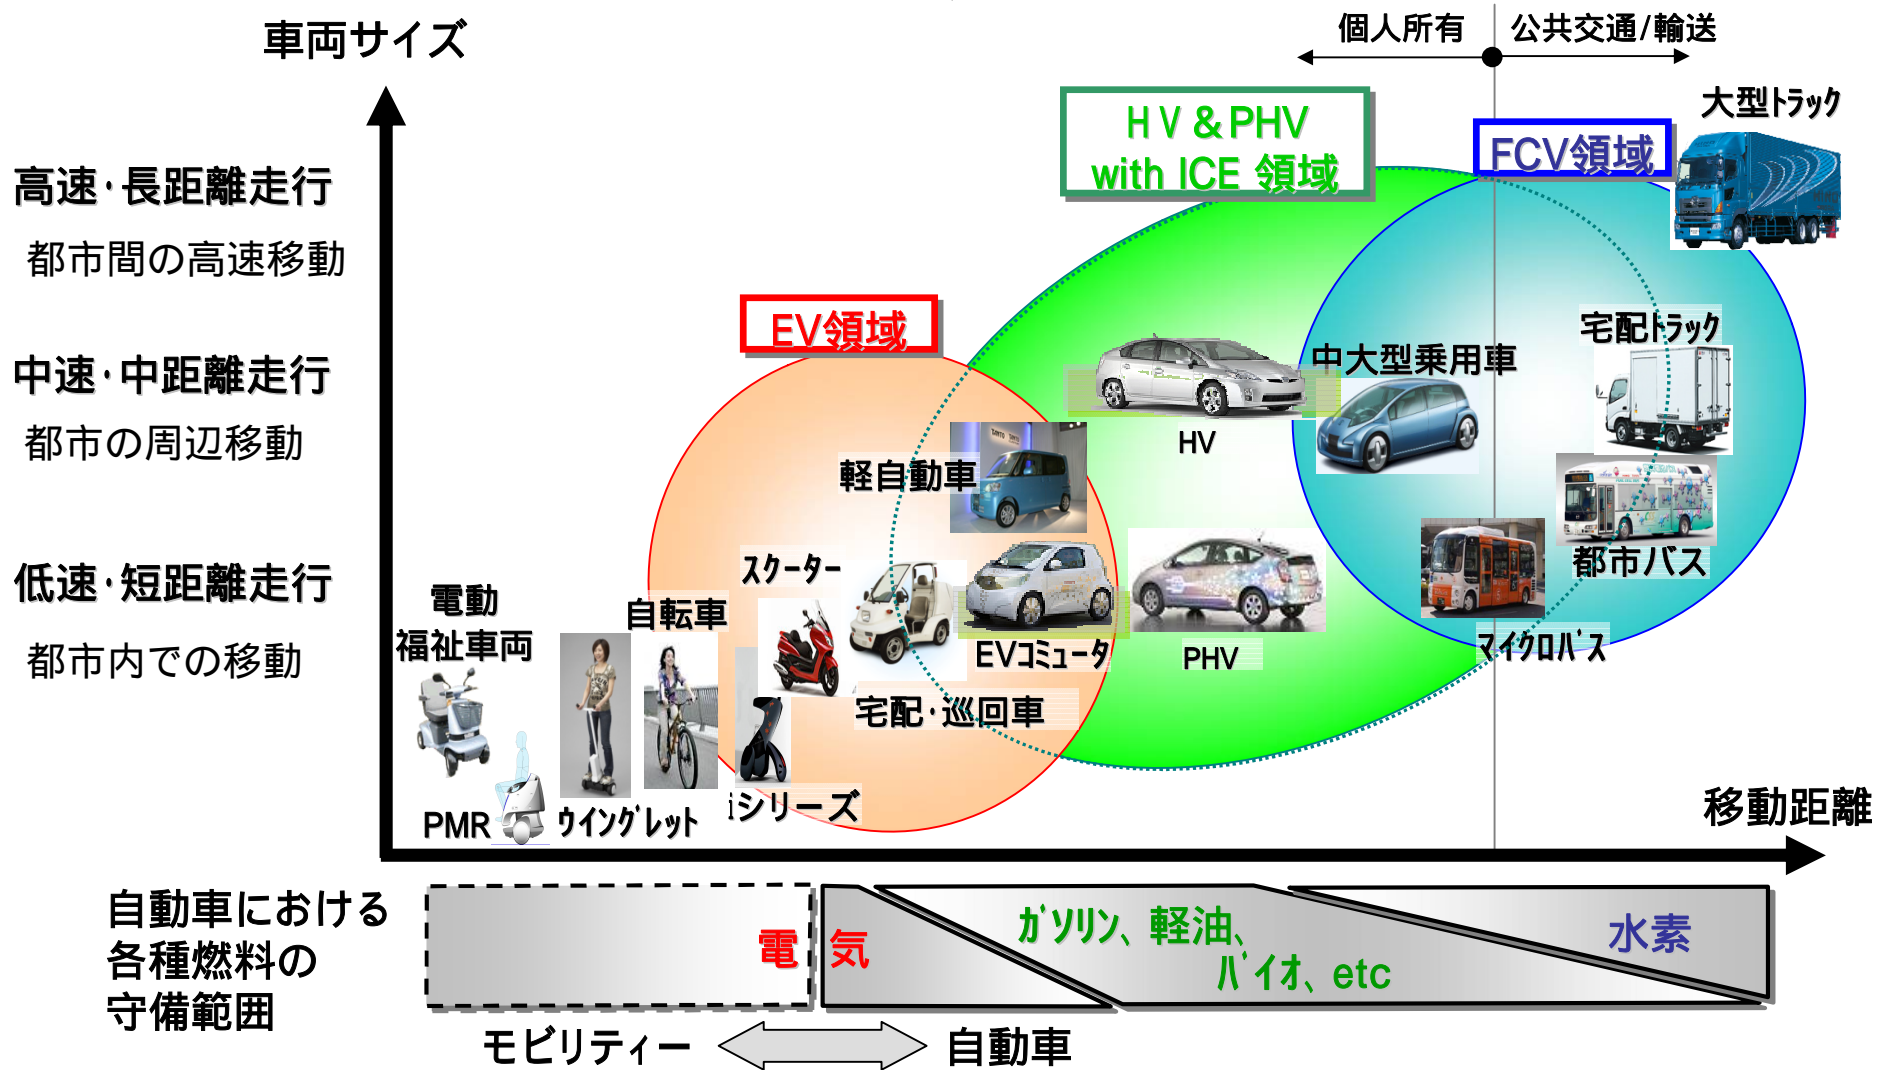 車両サイズ
個人所有
公共交通/輸送
大型トラック
HV&PHV
with ICE 領域
FCV領域
高速・長距離走行
都市間の高速移動
EV領域
宅配トラック
中大型乗用車
中速・中距離走行
都市の周辺移動
HV
軽自動車
スクーター
都市バス
低速・短距離走行
都市内での移動
電動
福祉車両
自転車
EVコミュータ
PHV
マイクロバス
宅配・巡回車
PMR
ウイングレット
iシリーズ
移動距離
自動車における
各種燃料の
守備範囲
電気
ガソリン、軽油、
バイオ、etc
水素
モビリティー
自動車